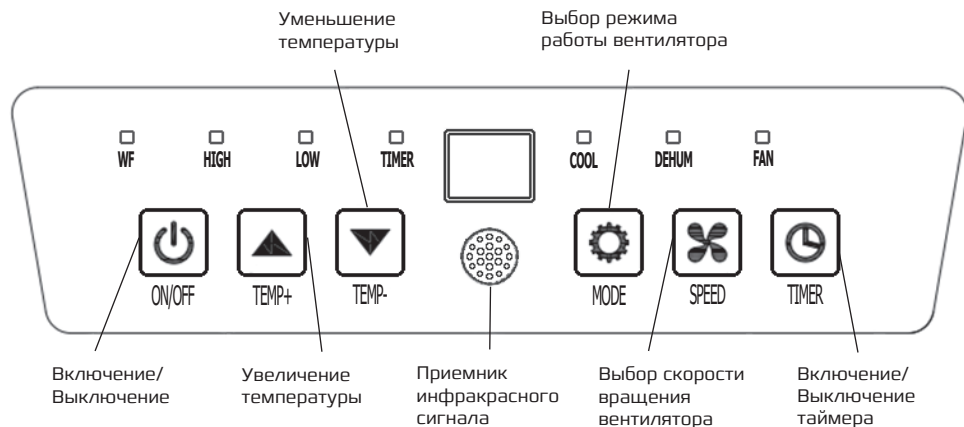 Уменьшение
температуры
Выбор режима
работы вентилятора
WF
HIGH
LOW
TIMER
COOL
DEHUM
FAN
ON/OFF
TEMP+
TEMP-
MODE
SPEED
TIMER
Включение/
Выключение
Увеличение
температуры
Приемник
инфракрасного
сигнала
Выбор скорости
вращения
вентилятора
Включение/
Выключение
таймера